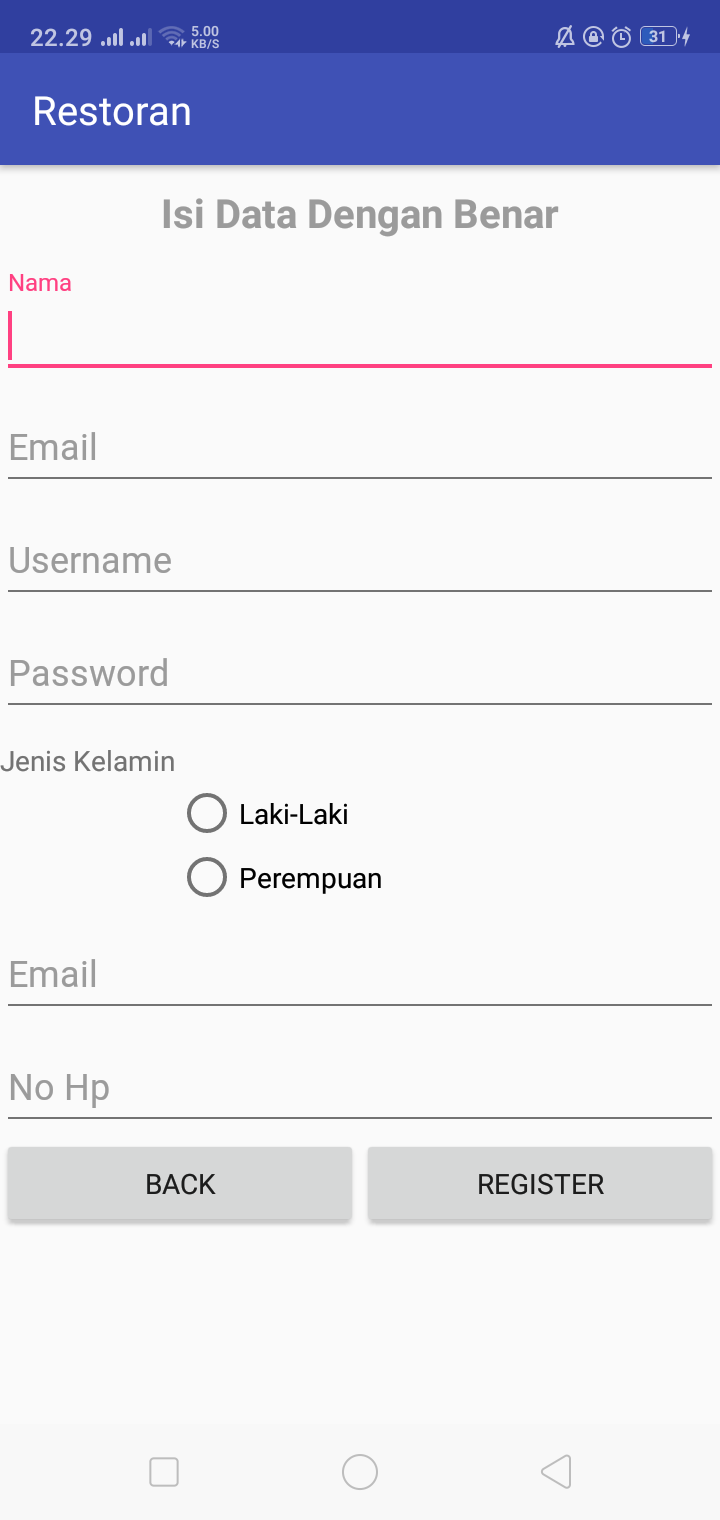 22.29 5.00 KB/S 31
Restoran
Isi Data Dengan Benar
Nama
Email
Username
Password
Jenis Kelamin
Laki-Laki
Perempuan
Email
No Hp
BACK REGISTER